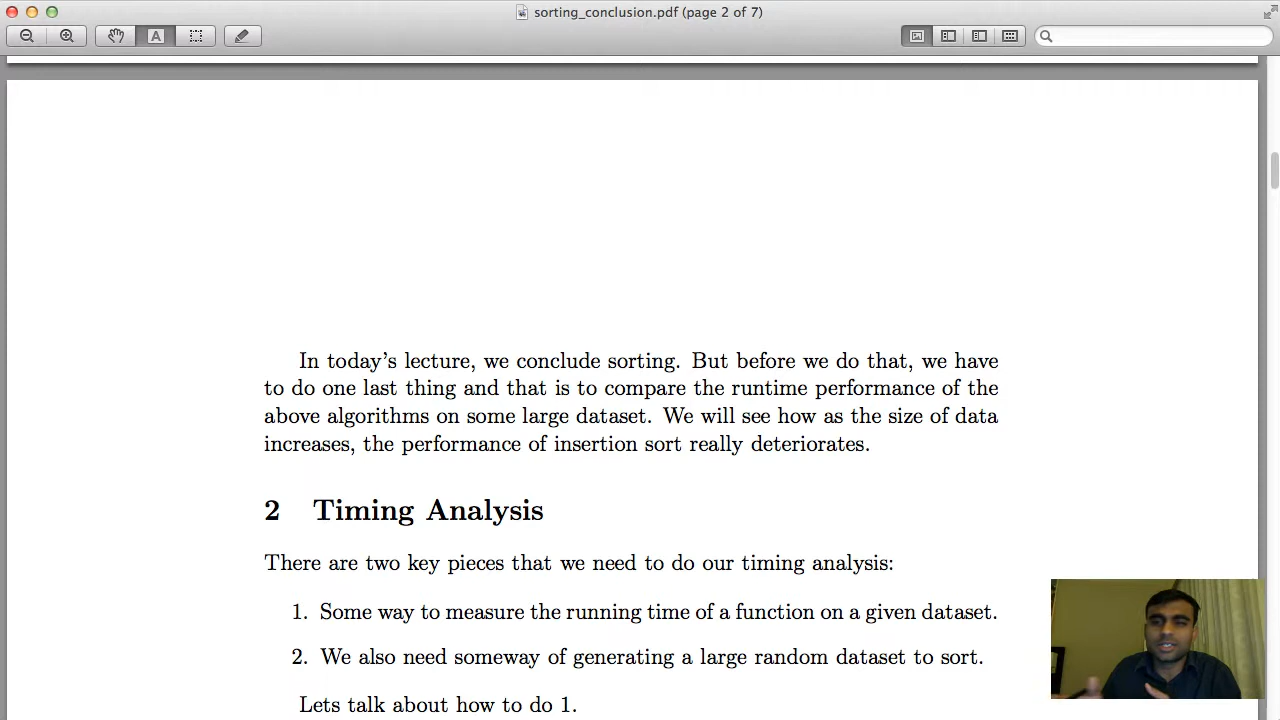 sorting_conclusion.pdf (page 2 of 7)
A
In today's lecture, we conclude sorting. But before we do that, we have
to do one last thing and that is to compare the runtime performance of the
above algorithms on some large dataset. We will see how as the size of data
increases, the performance of insertion sort really deteriorates.
2 Timing Analysis
There are two key pieces that we need to do our timing analysis:
1. Some way to measure the running time of a function on a given dataset.
2. We also need someway of generating a large random dataset to sort.
Lets talk about how to do 1.